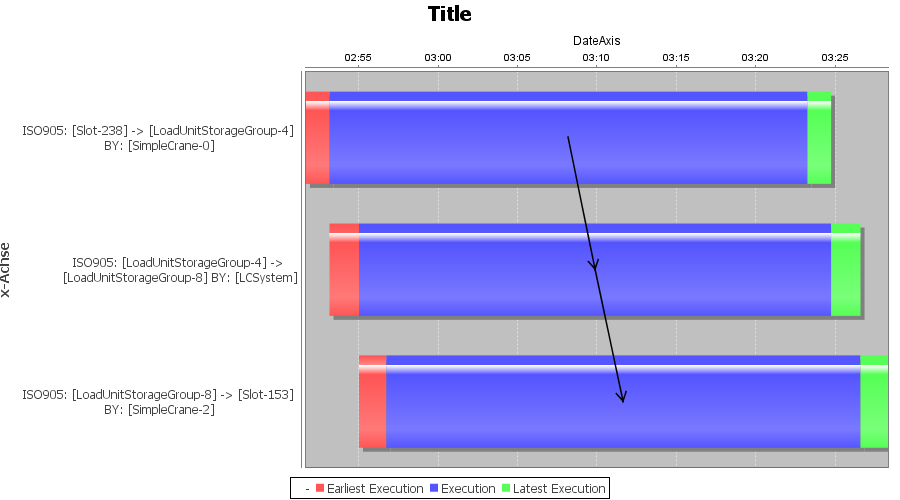 Title
DateAxis
02:55 03:00 03:05 03:10 03:15 03:20 03:25
x-Achse
ISO905: [Slot-238] -> [LoadUnitStorageGroup-4]
BY: [SimpleCrane-0]
ISO905: [LoadUnitStorageGroup-4] ->
[LoadUnitStorageGroup-8] BY: [LCSystem]
ISO905: [LoadUnitStorageGroup-8] -> [Slot-153]
BY: [SimpleCrane-2]
- Earliest Execution Execution Latest Execution